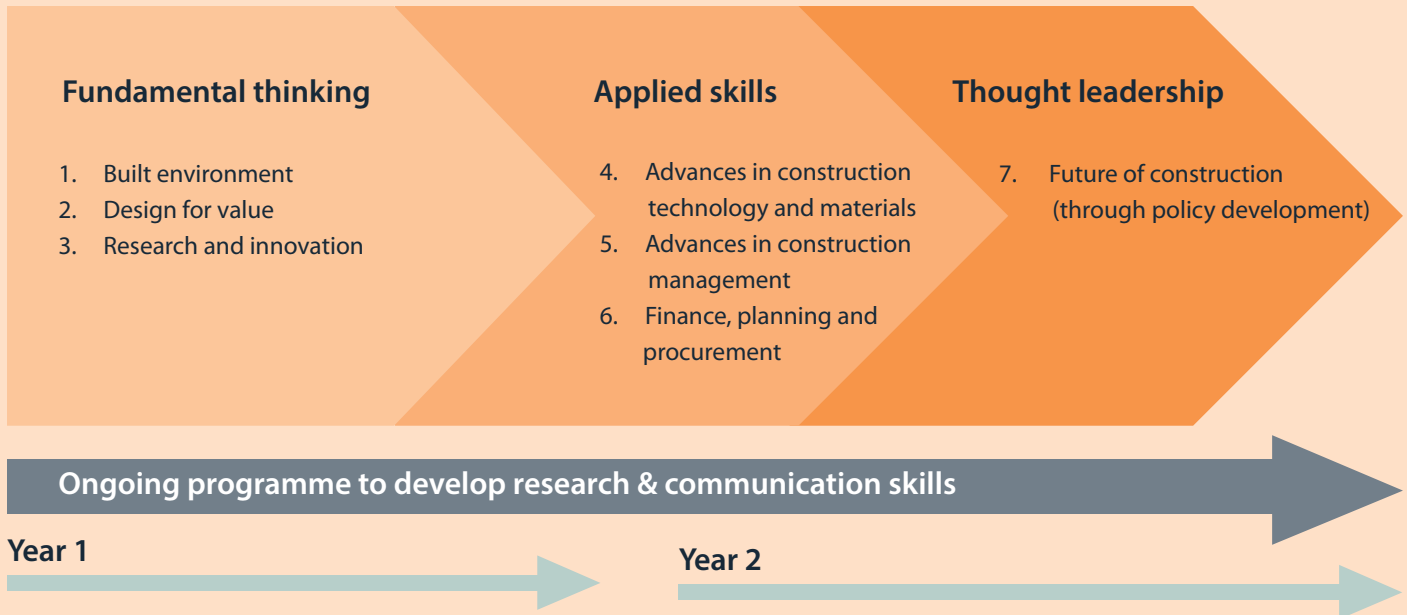 Fundamental thinking
1. Built environment
2. Design for value
3. Research and innovation
Applied skills
4. Advances in construction
technology and materials
5. Advances in construction
management
6. Finance, planning and
procurement
Thought leadership
7. Future of construction
(through policy development)
Ongoing programme to develop research & communication skills
Year 1
Year 2